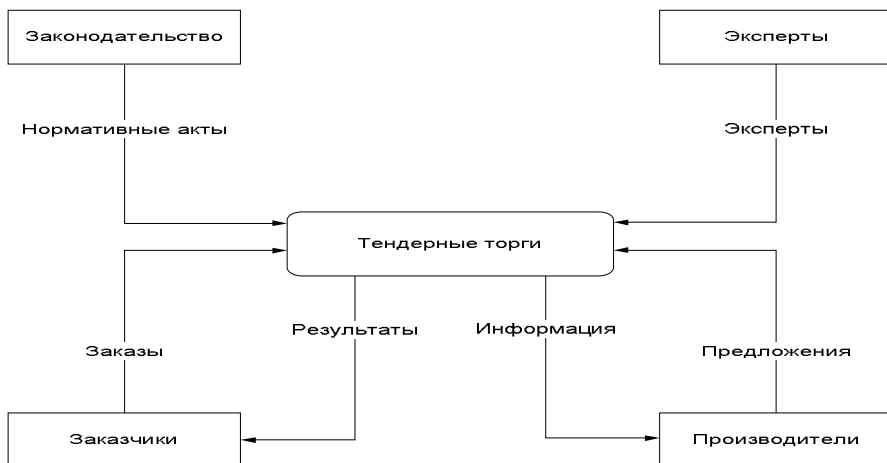 Законодательство
Эксперты
Нормативные акты
Эксперты
Тендерные торги
Результаты
Информация
Заказы
Предложения
Заказчики
Производители